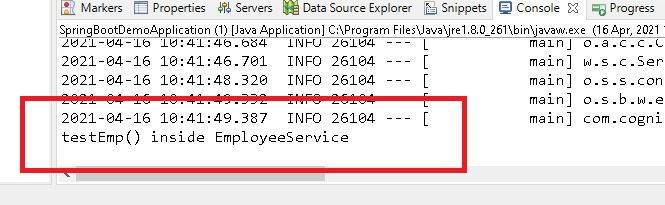 Markers Properties Servers Data Source Explorer Snippets Console Progress
SpringBootDemoApplication (1) [Java Application] C:\Program Files\Java\jre1.8.0_261\bin\javaw.exe (16 Apr, 2021
2021-04-16 10:41:46.684 INFO 26104 --- [ main] o.a.c.c.C
2021-04-16 10:41:46.701 INFO 26104 --- [ main] w.s.c.Ser
2021-04-16 10:41:48.320 INFO 26104 --- [ main] o.s.s.con
2021-04-16 10:41:49.332 INFO 26104 --- [ main] o.s.b.w.e
2021-04-16 10:41:49.387 INFO 26104 --- [ main] com.cogni
testEmp() inside EmployeeService